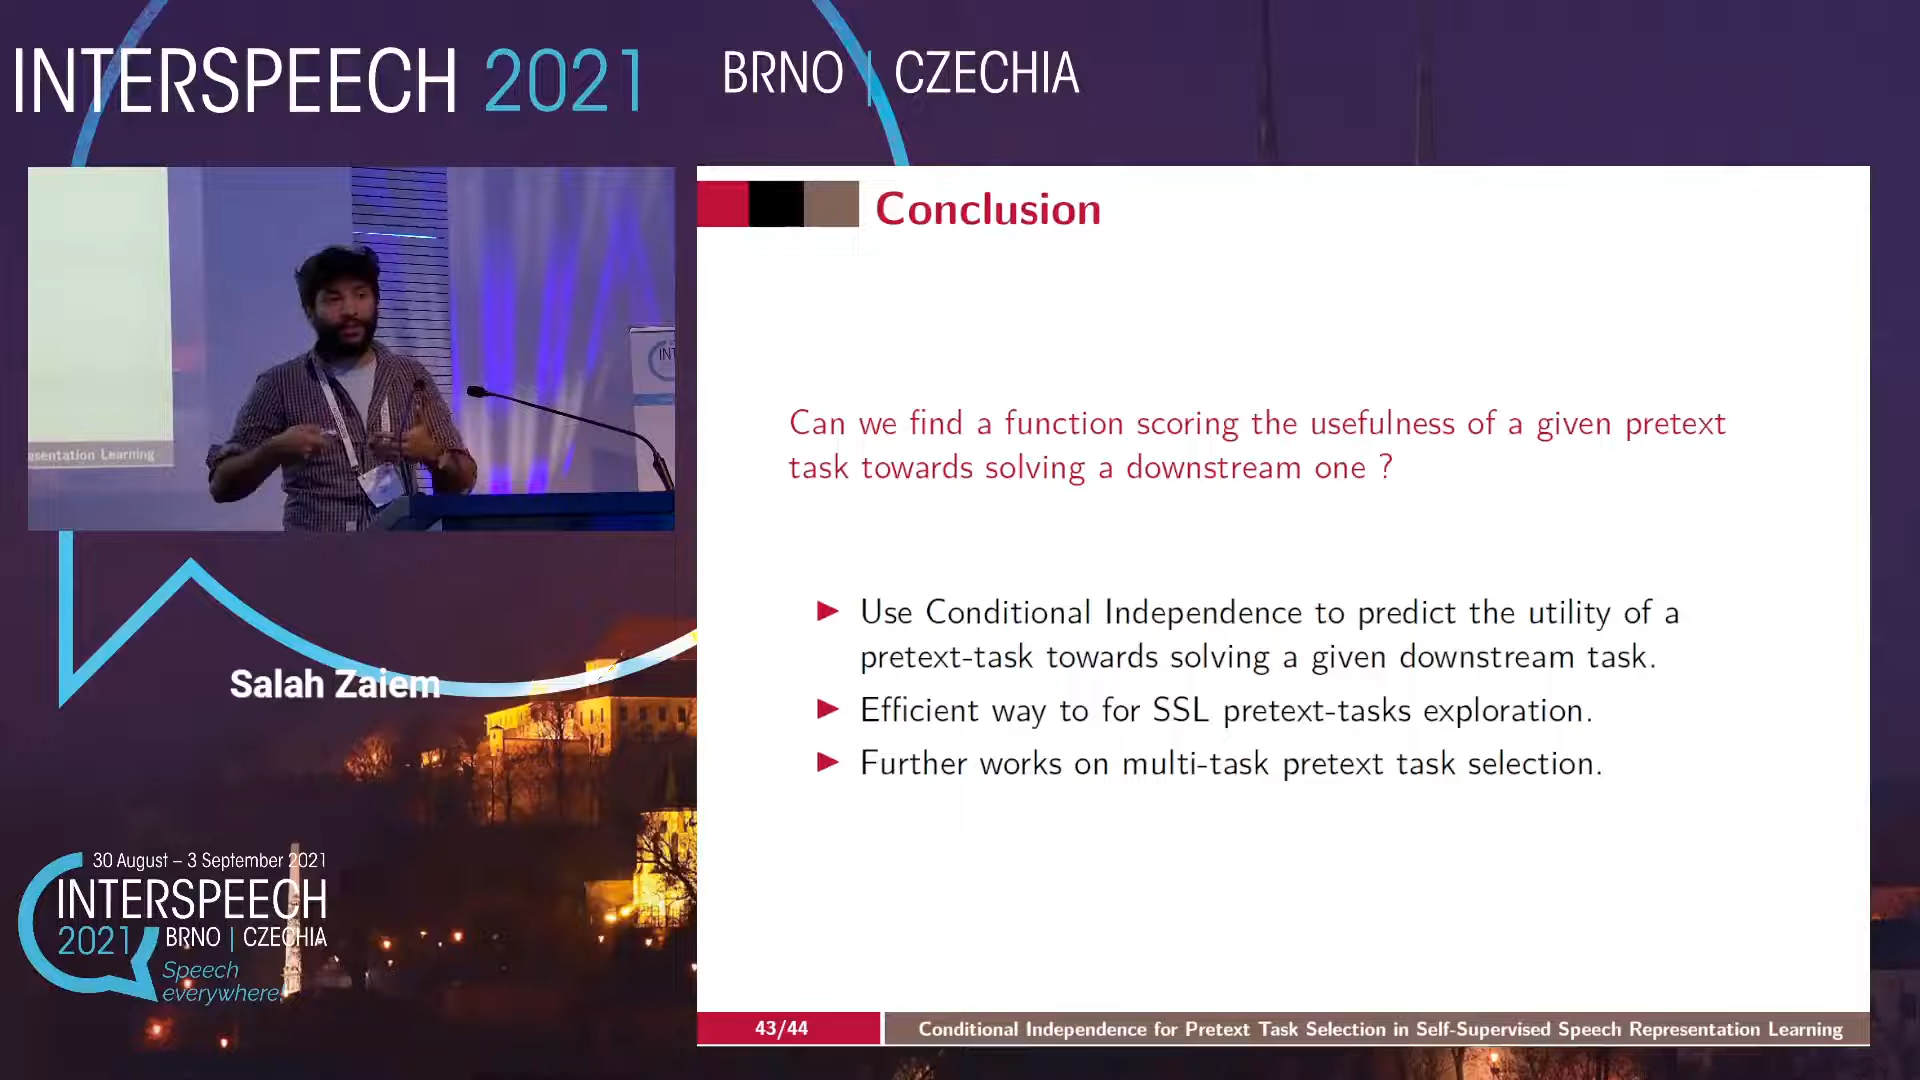 INTERSPEECH 2021
BRNO | CZECHIA
Conclusion
Can we find a function scoring the usefulness of a given pretext
task towards solving a downstream one ?
▶ Use Conditional Independence to predict the utility of a
pretext-task towards solving a given downstream task.
▶ Efficient way to for SSL pretext-tasks exploration.
▶ Further works on multi-task pretext task selection.
43/44
Conditional Independence for Pretext Task Selection in Self-Supervised Speech Representation Learning
esentation Learning
INT
Salah Zaiem
30 August – 3 September 2021
INTERSPEECH
2021 BRNO | CZECHIA
Speech
everywhere!